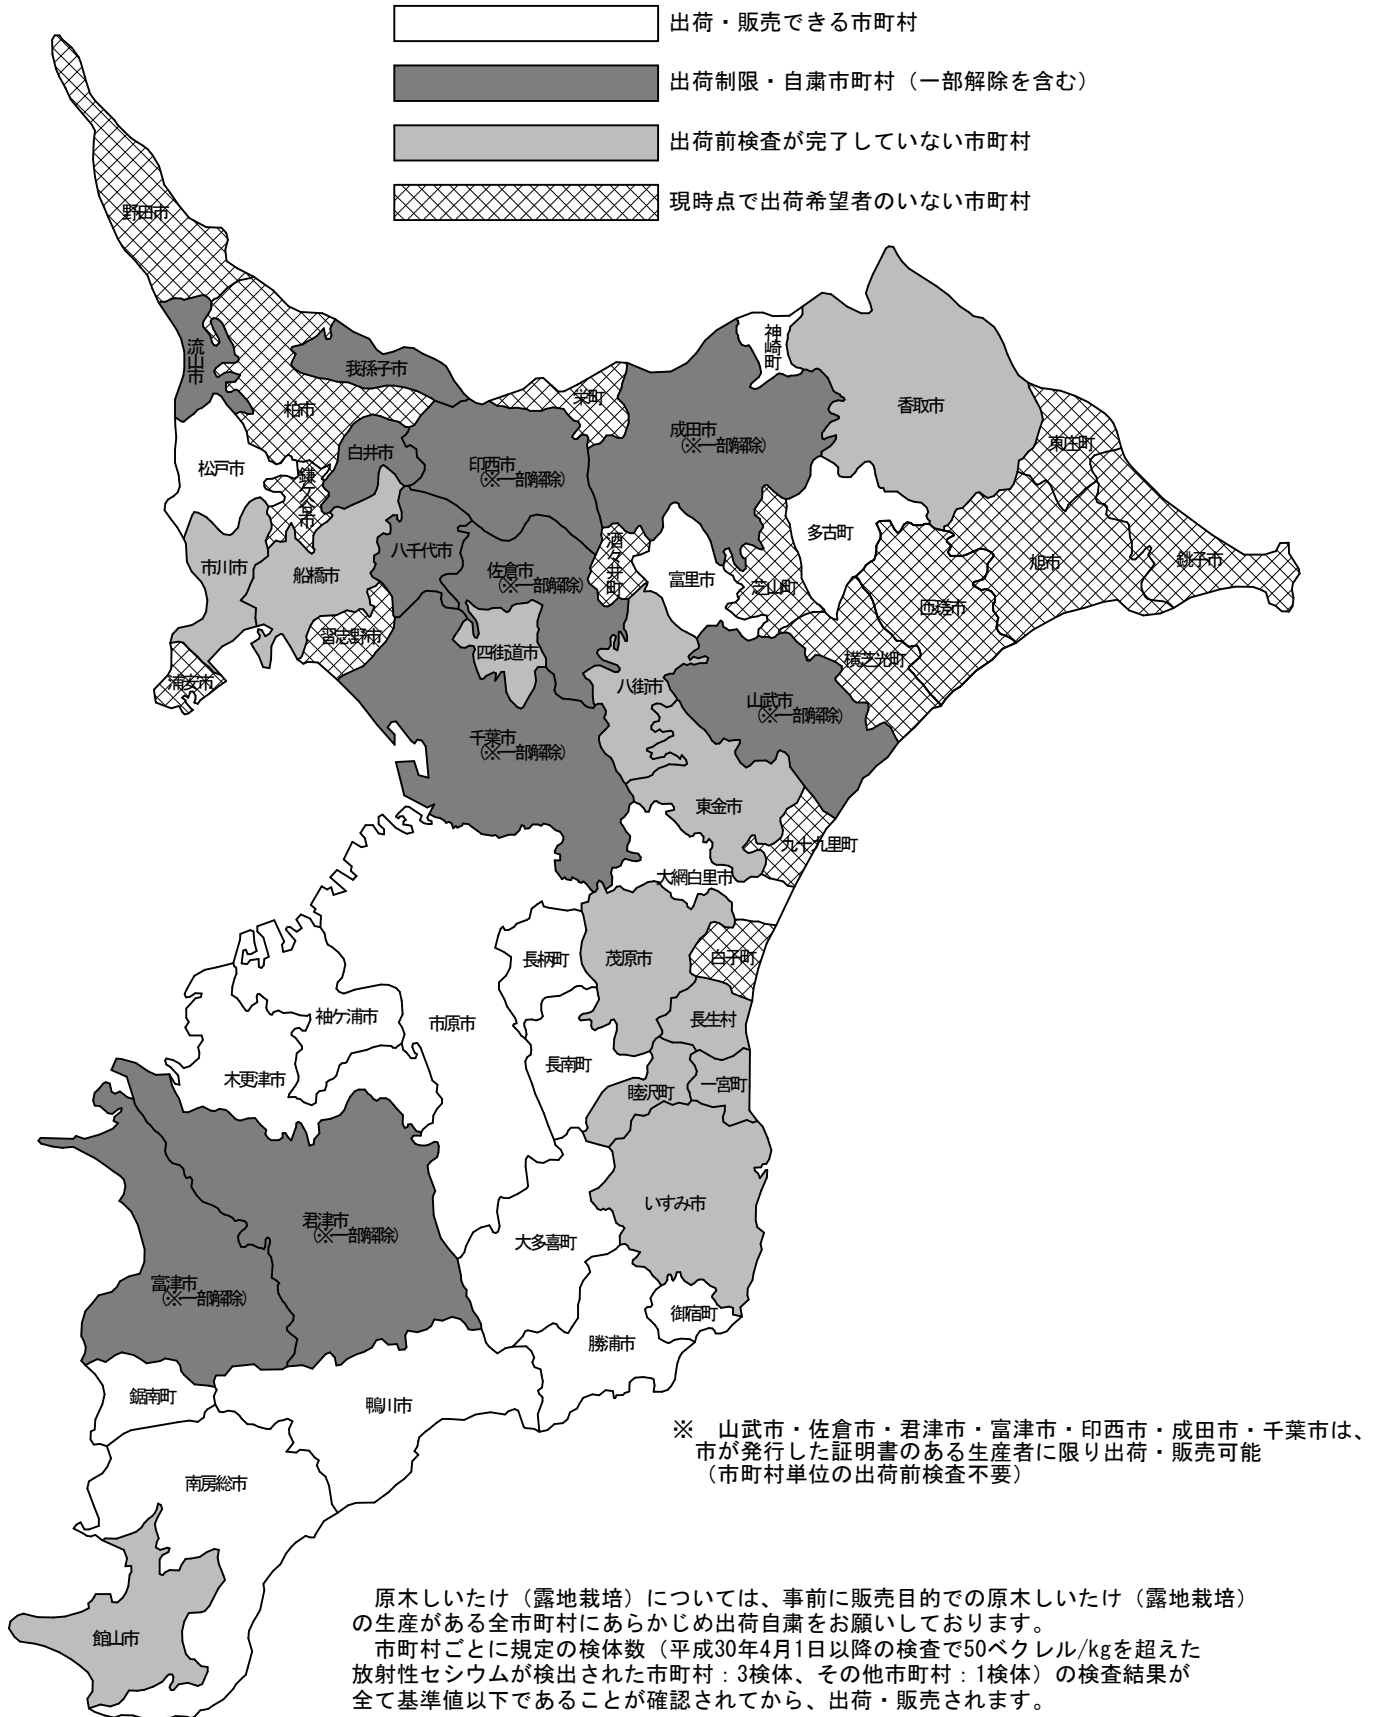 出荷・販売できる市町村
出荷制限・自粛市町村（一部解除を含む）
出荷前検査が完了していない市町村
現時点で出荷希望者のいない市町村
野田市
流山市
我孫子市
柏市
松戸市
鎌ケ谷市
白井市
印西市
（※一部解除）
栄町
成田市
（※一部解除）
神崎町
香取市
東庄町
銚子市
旭市
匝瑳市
多古町
横芝光町
芝山町
富里市
酒々井町
佐倉市
（※一部解除）
八千代市
船橋市
市川市
浦安市
習志野市
四街道市
八街市
山武市
（※一部解除）
千葉市
（※一部解除）
東金市
九十九里町
大網白里市
茂原市
白子町
長柄町
長生村
長南町
睦沢町
一宮町
市原市
袖ケ浦市
木更津市
いすみ市
君津市
（※一部解除）
大多喜町
富津市
（※一部解除）
御宿町
勝浦市
鋸南町
鴨川市
南房総市
館山市
※　山武市・佐倉市・君津市・富津市・印西市・成田市・千葉市は、
市が発行した証明書のある生産者に限り出荷・販売可能
（市町村単位の出荷前検査不要）
原木しいたけ（露地栽培）については、事前に販売目的での原木しいたけ（露地栽培）
の生産がある全市町村にあらかじめ出荷自粛をお願いしております。
市町村ごとに規定の検体数（平成30年4月1日以降の検査で50ベクレル/kgを超えた
放射性セシウムが検出された市町村：3検体、その他市町村：1検体）の検査結果が
全て基準値以下であることが確認されてから、出荷・販売されます。